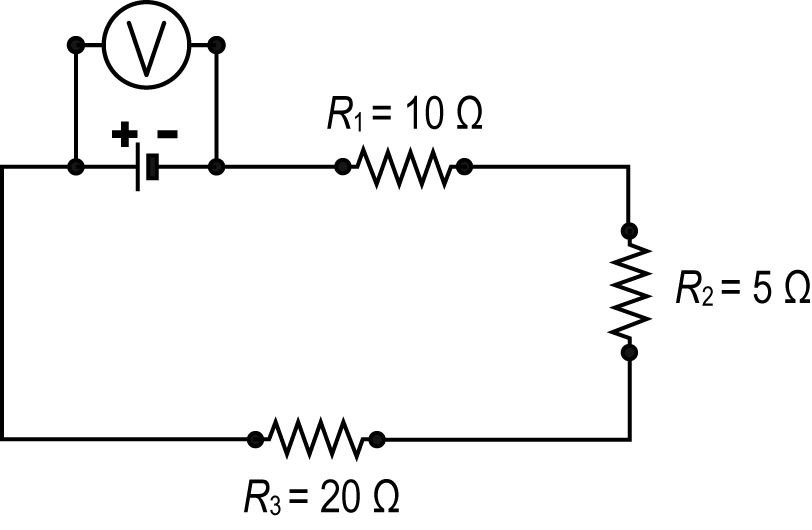 V
+ -
R₁ = 10 Ω
R₂ = 5 Ω
R₃ = 20 Ω